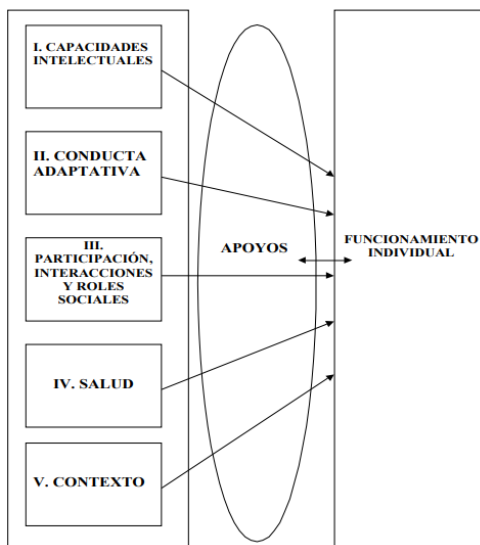 I. CAPACIDADES
INTELECTUALES
II. CONDUCTA
ADAPTATIVA
III.
PARTICIPACIÓN,
INTERACCIONES
Y ROLES
SOCIALES
IV. SALUD
V. CONTEXTO
APOYOS
FUNCIONAMIENTO
INDIVIDUAL